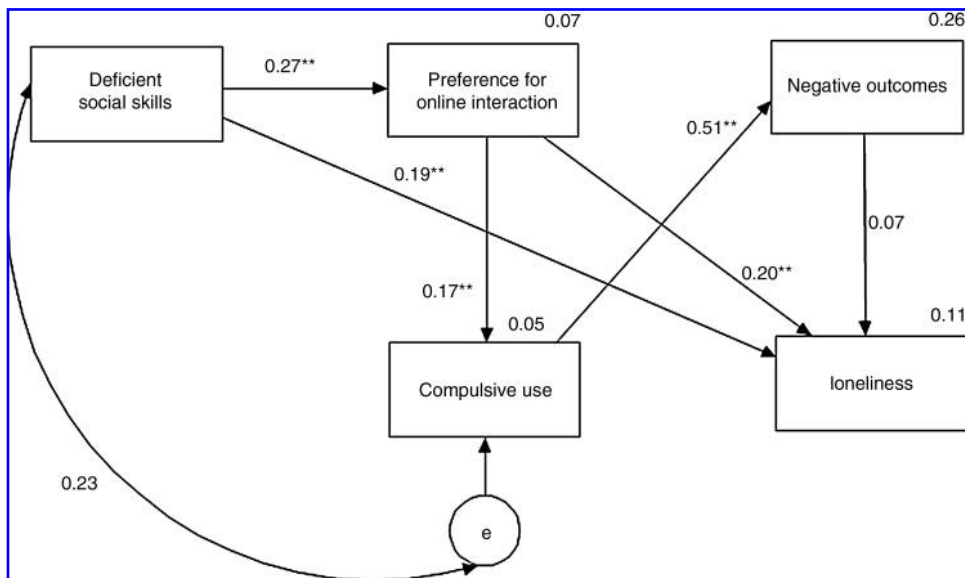 0.07
0.26
Deficient
social skills
0.27**
Preference for
online interaction
Negative outcomes
0.51**
0.19**
0.07
0.20**
0.17**
0.05
0.11
Compulsive use
loneliness
0.23
e